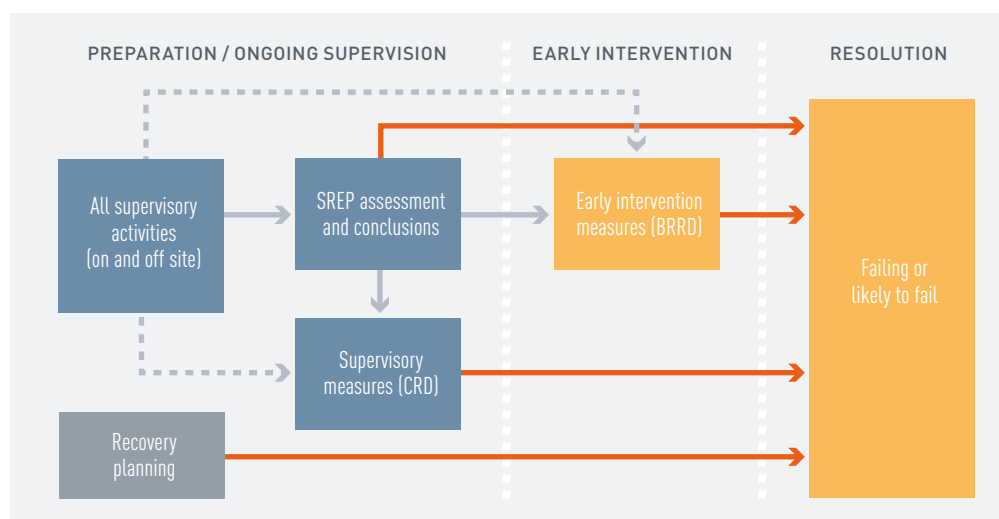 PREPARATION / ONGOING SUPERVISION
EARLY INTERVENTION
RESOLUTION
All supervisory
activities
(on and off site)
SREP assessment
and conclusions
Early intervention
measures (BRRD)
Failing or
likely to fail
Supervisory
measures (CRD)
Recovery
planning